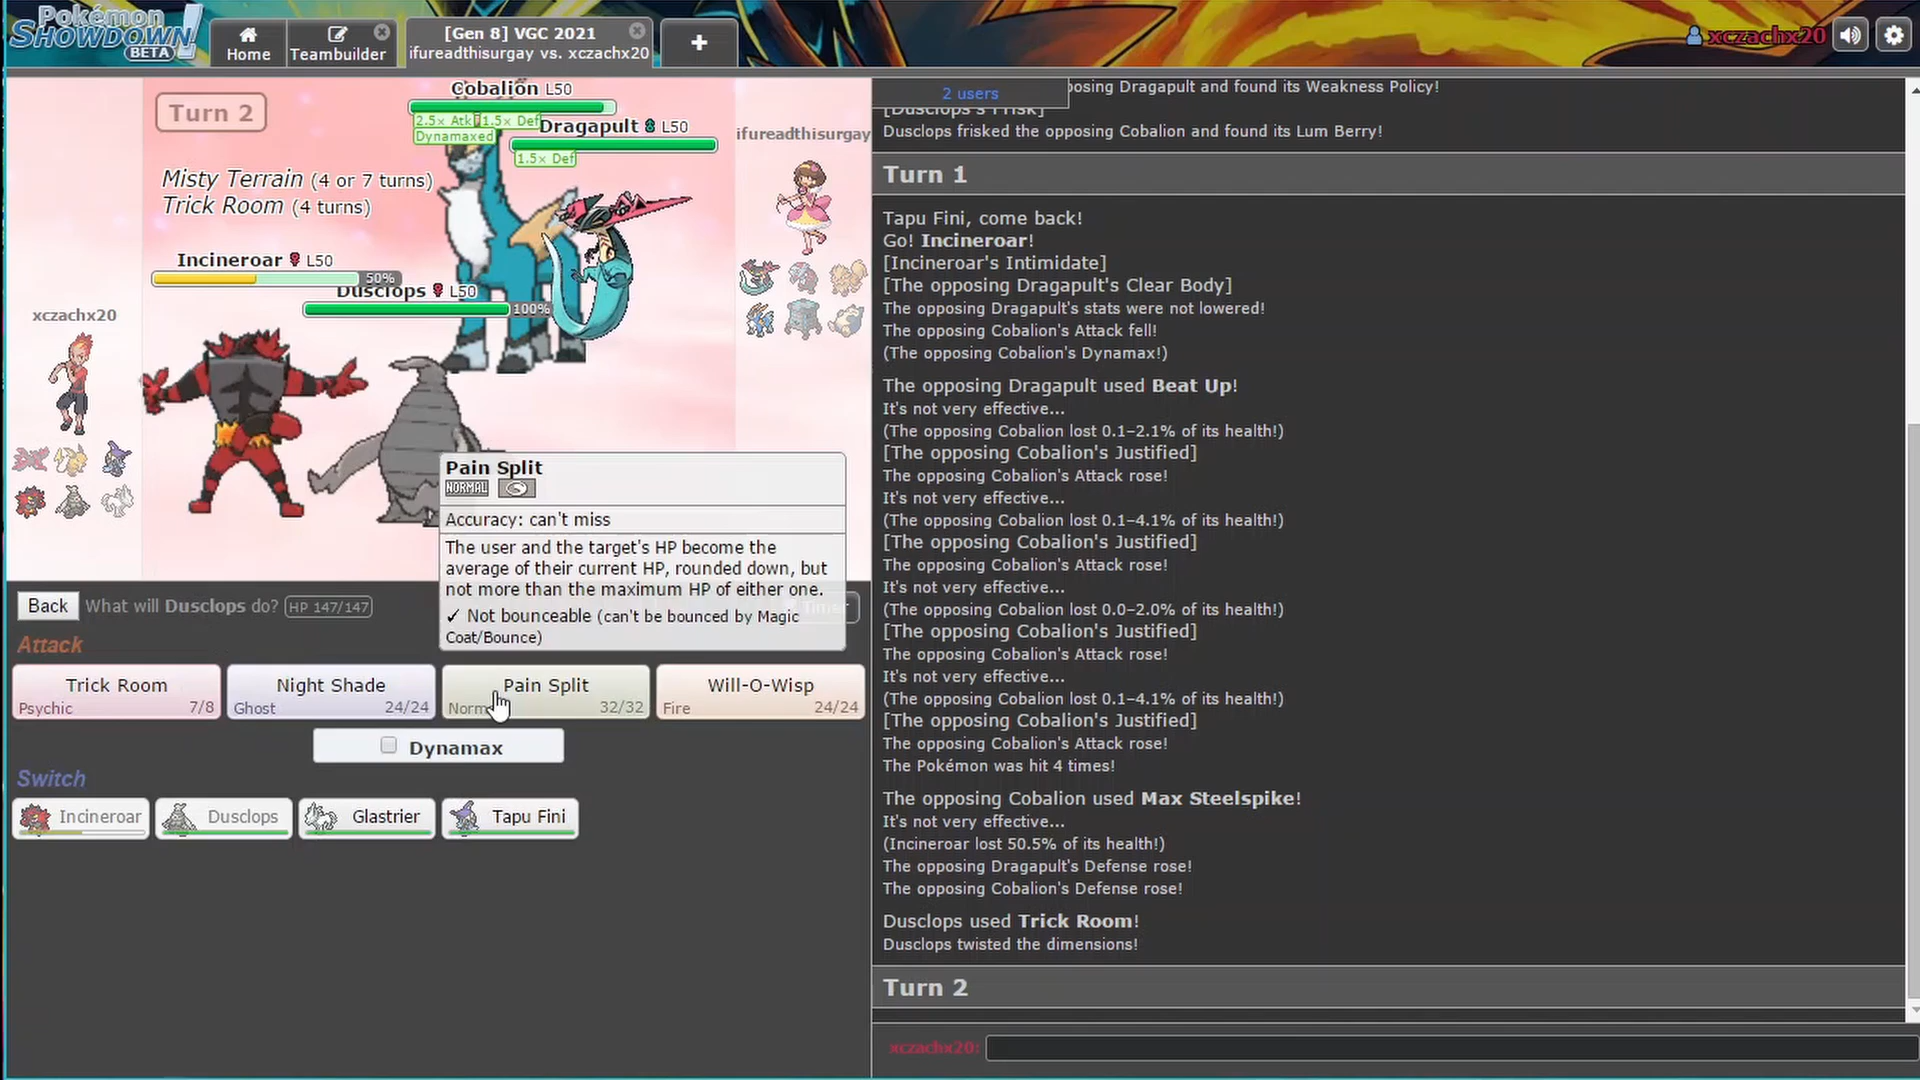 Pokémon
SHOWDOWN!
BETA
Home
Teambuilder
[Gen 8] VGC 2021
ifureadthisurgay vs. xczachx20
+
xczachx20
Turn 2
Misty Terrain (4 or 7 turns)
Trick Room (4 turns)
Cobalion L50
2.5× Atk 1.5× Def
Dynamaxed
Dragapult L50
1.5× Def
ifureadthisurgay
Incineroar L50
50%
Dusclops L50
100%
xczachx20
Pain Split
NORMAL
Accuracy: can't miss
The user and the target's HP become the
average of their current HP, rounded down, but
not more than the maximum HP of either one.
✓ Not bounceable (can't be bounced by Magic
Coat/Bounce)
Back What will Dusclops do? HP 147/147
Timer
Attack
Trick Room
Psychic 7/8
Night Shade
Ghost 24/24
Pain Split
Norm 32/32
Will-O-Wisp
Fire 24/24
Dynamax
Switch
Incineroar
Dusclops
Glastrier
Tapu Fini
2 users
posing Dragapult and found its Weakness Policy!
[Dusclops's Frisk]
Dusclops frisked the opposing Cobalion and found its Lum Berry!
Turn 1
Tapu Fini, come back!
Go! Incineroar!
[Incineroar's Intimidate]
[The opposing Dragapult's Clear Body]
The opposing Dragapult's stats were not lowered!
The opposing Cobalion's Attack fell!
(The opposing Cobalion's Dynamax!)
The opposing Dragapult used Beat Up!
It's not very effective...
(The opposing Cobalion lost 0.1–2.1% of its health!)
[The opposing Cobalion's Justified]
The opposing Cobalion's Attack rose!
It's not very effective...
(The opposing Cobalion lost 0.1–4.1% of its health!)
[The opposing Cobalion's Justified]
The opposing Cobalion's Attack rose!
It's not very effective...
(The opposing Cobalion lost 0.0–2.0% of its health!)
[The opposing Cobalion's Justified]
The opposing Cobalion's Attack rose!
It's not very effective...
(The opposing Cobalion lost 0.1–4.1% of its health!)
[The opposing Cobalion's Justified]
The opposing Cobalion's Attack rose!
The Pokémon was hit 4 times!
The opposing Cobalion used Max Steelspike!
It's not very effective...
(Incineroar lost 50.5% of its health!)
The opposing Dragapult's Defense rose!
The opposing Cobalion's Defense rose!
Dusclops used Trick Room!
Dusclops twisted the dimensions!
Turn 2
xczachx20: